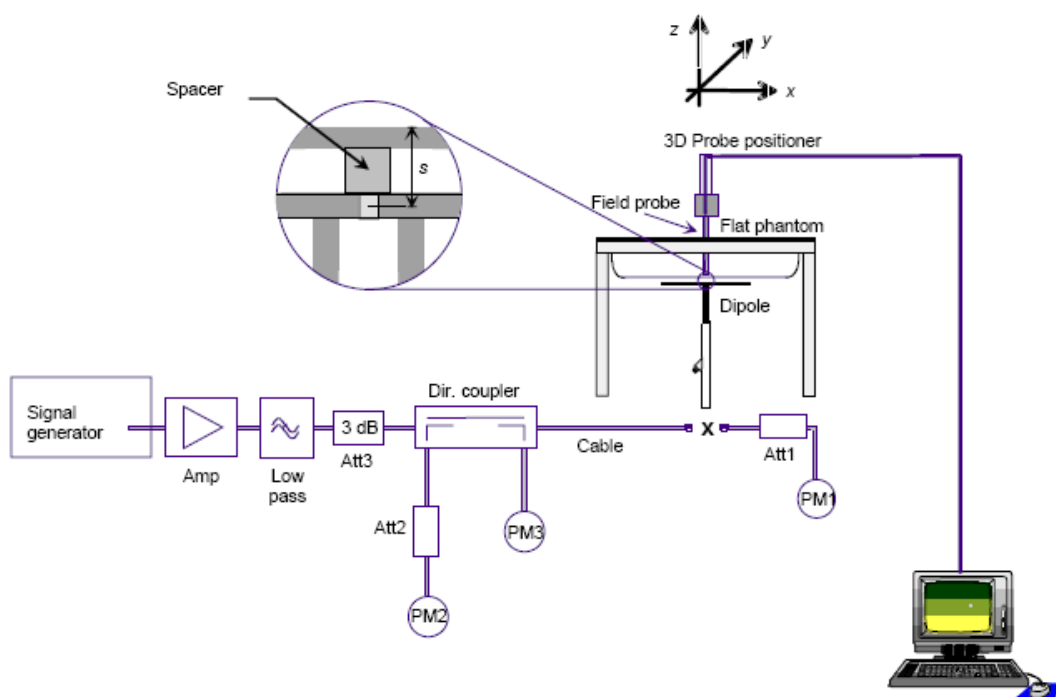 z
y
x
Spacer
s
3D Probe positioner
Field probe
Flat phantom
Dipole
Signal
generator
Amp
Low
pass
3 dB
Att3
Dir. coupler
Cable
X
Att1
PM1
Att2
PM3
PM2